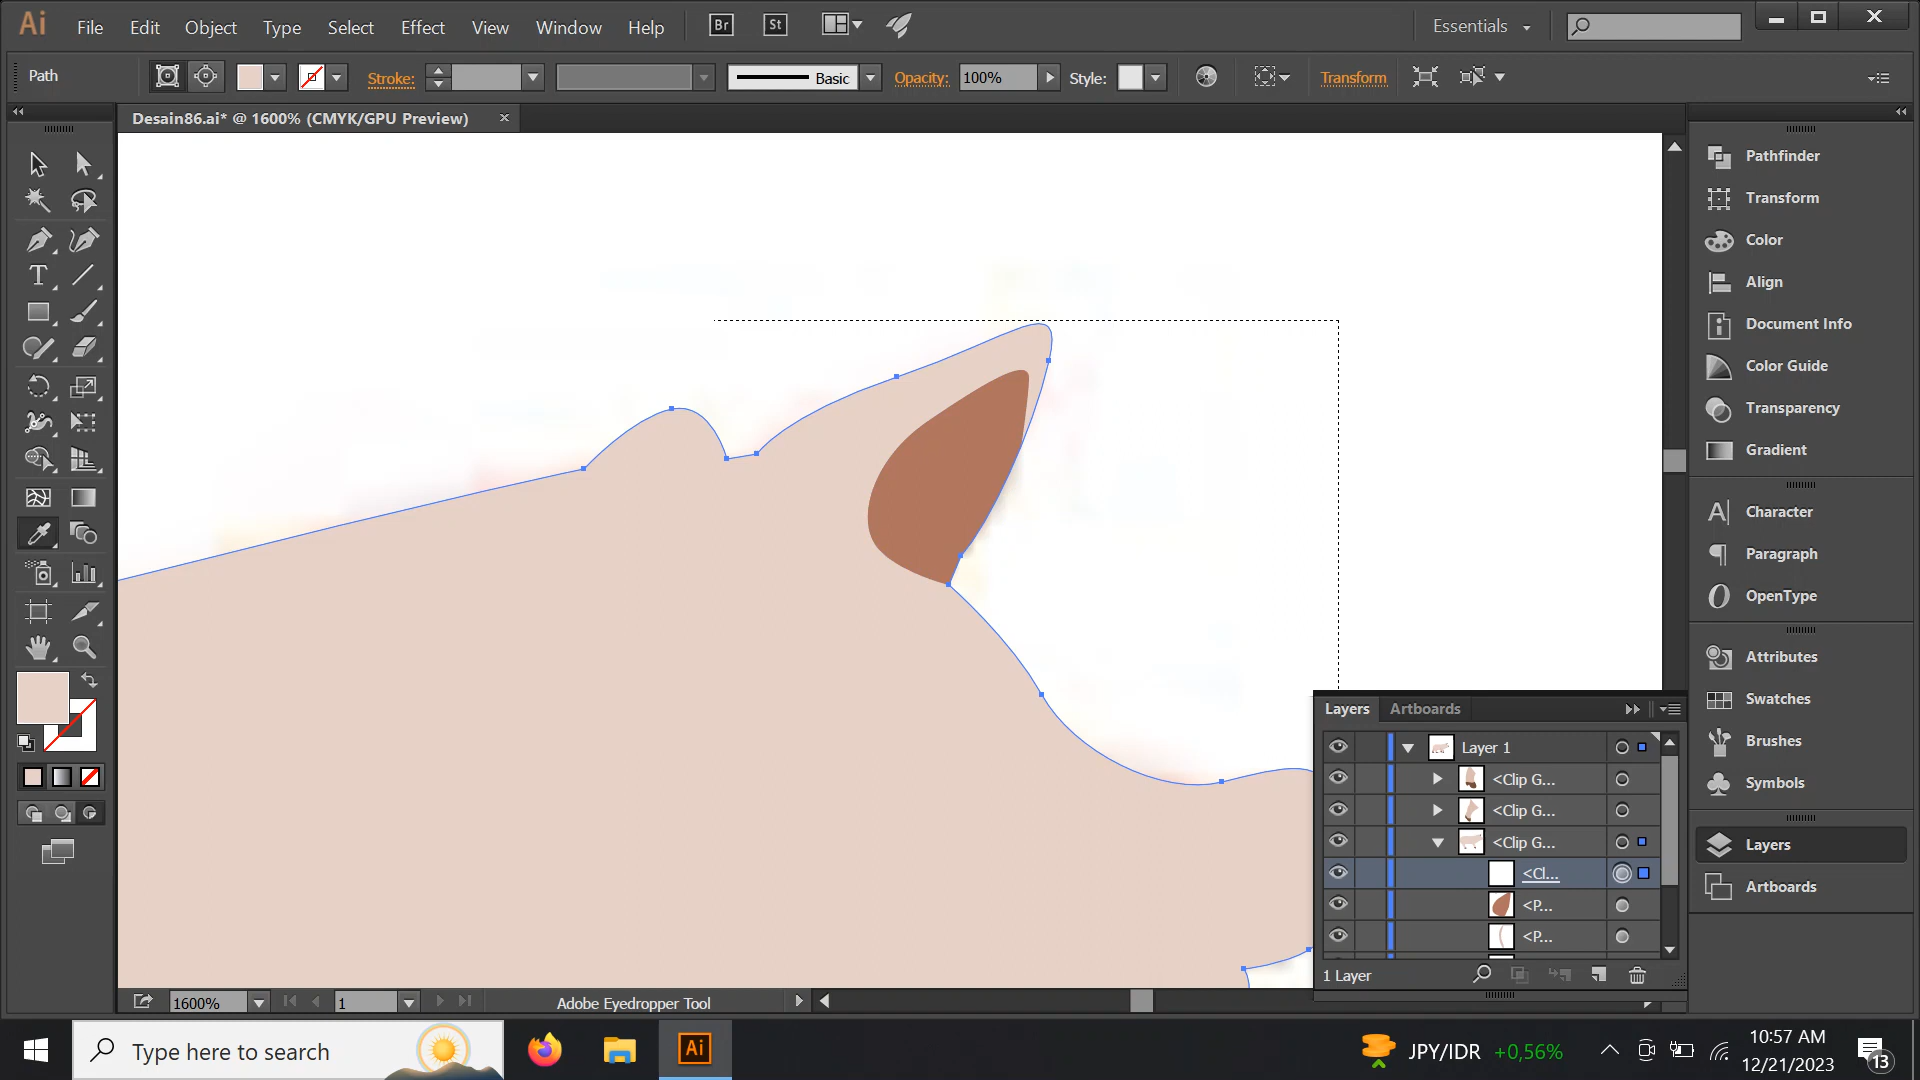 Ai File Edit Object Type Select Effect View Window Help Br St Essentials
Path Stroke: Basic Opacity: 100% Style: Transform
Desain86.ai* @ 1600% (CMYK/GPU Preview)
Pathfinder
Transform
Color
Align
Document Info
Color Guide
Transparency
Gradient
Character
Paragraph
OpenType
Attributes
Swatches
Brushes
Symbols
Layers
Artboards
Layers Artboards
Layer 1
<Clip G...
<Clip G...
<Clip G...
<Cl...
<P...
<P...
1 Layer
1600% 1 Adobe Eyedropper Tool
Type here to search
Ai
JPY/IDR +0,56%
10:57 AM
12/21/2023
13